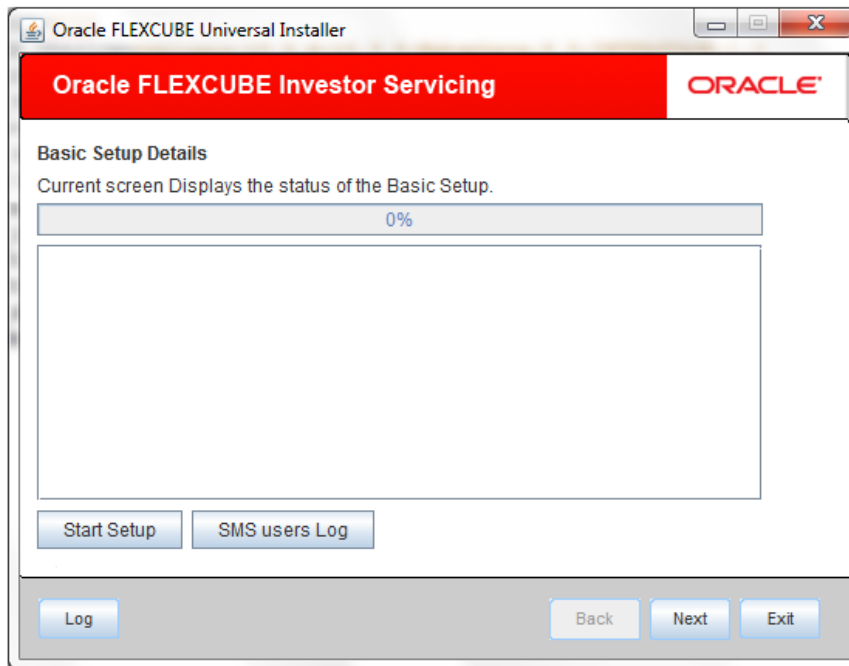 Oracle FLEXCUBE Universal Installer
Oracle FLEXCUBE Investor Servicing
ORACLE
Basic Setup Details
Current screen Displays the status of the Basic Setup.
0%
Start Setup
SMS users Log
Log
Back
Next
Exit